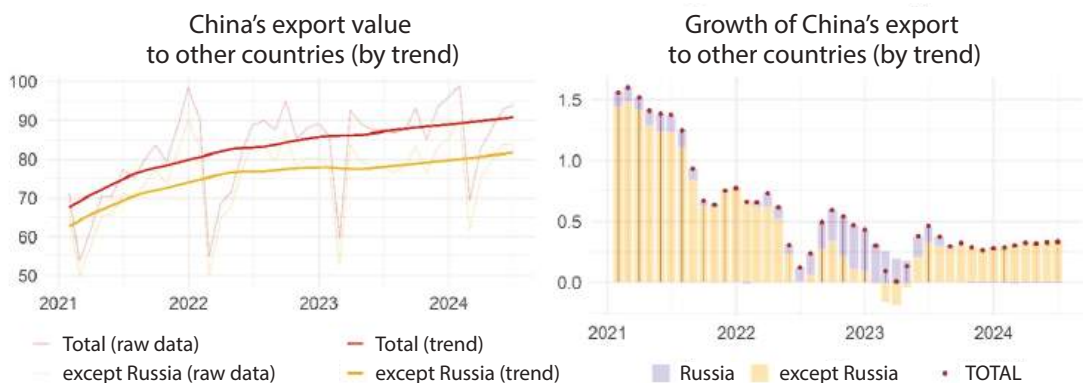 China’s export value
to other countries (by trend)
100
90
80
70
60
50
2021 2022 2023 2024
Total (raw data) Total (trend)
except Russia (raw data) except Russia (trend)
Growth of China’s export
to other countries (by trend)
1.5
1.0
0.5
0.0
2021 2022 2023 2024
Russia except Russia TOTAL